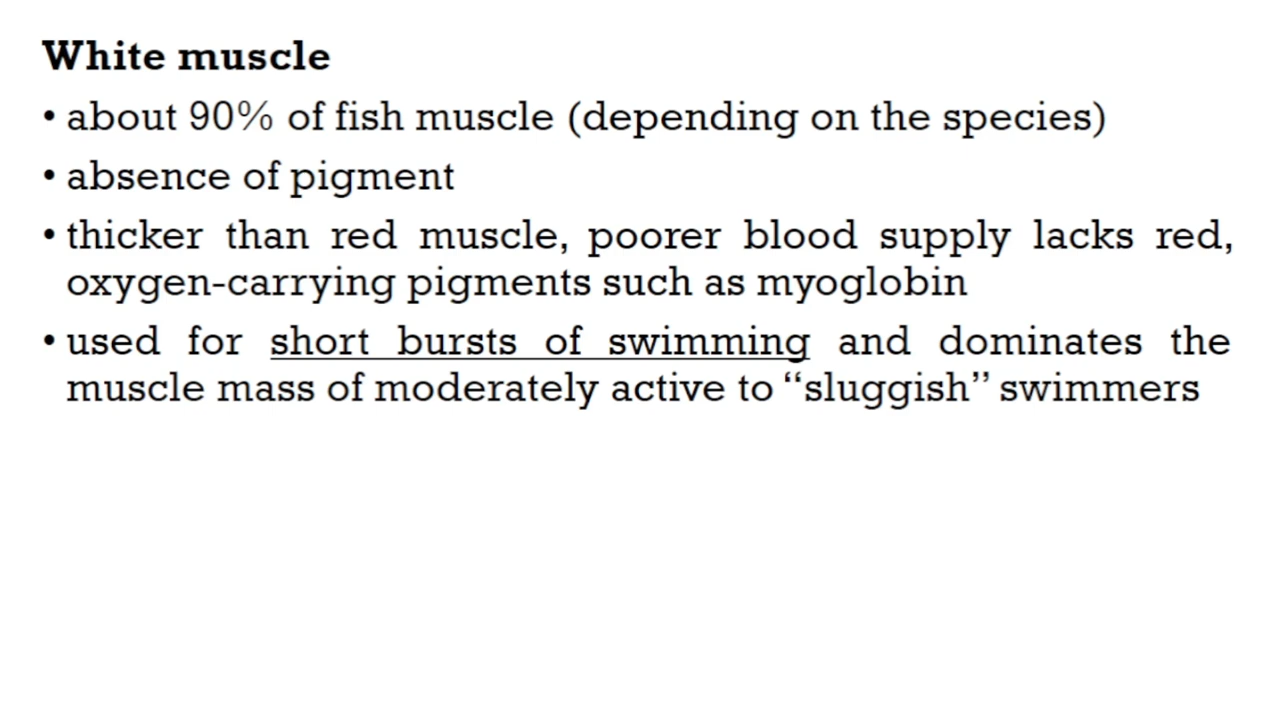 White muscle
• about 90% of fish muscle (depending on the species)
• absence of pigment
• thicker than red muscle, poorer blood supply lacks red,
oxygen-carrying pigments such as myoglobin
• used for short bursts of swimming and dominates the
muscle mass of moderately active to “sluggish” swimmers